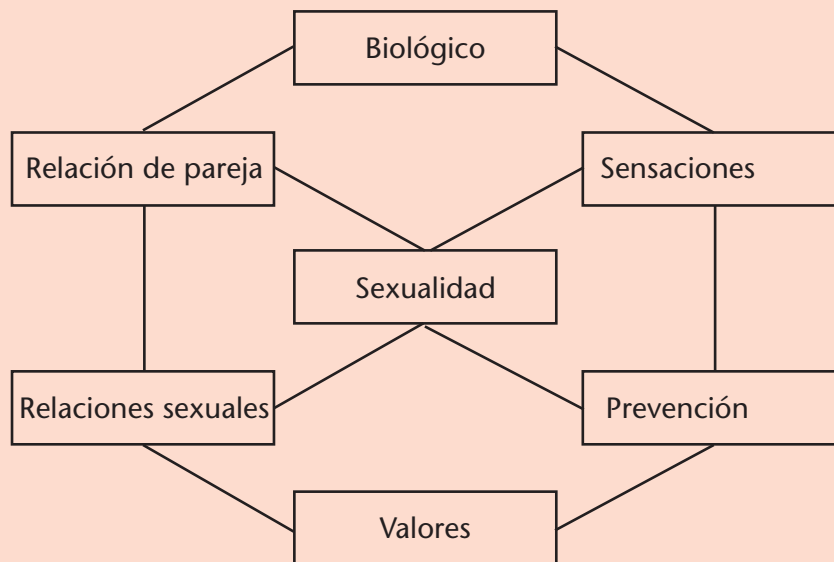 Biológico
Relación de pareja
Sensaciones
Sexualidad
Relaciones sexuales
Prevención
Valores